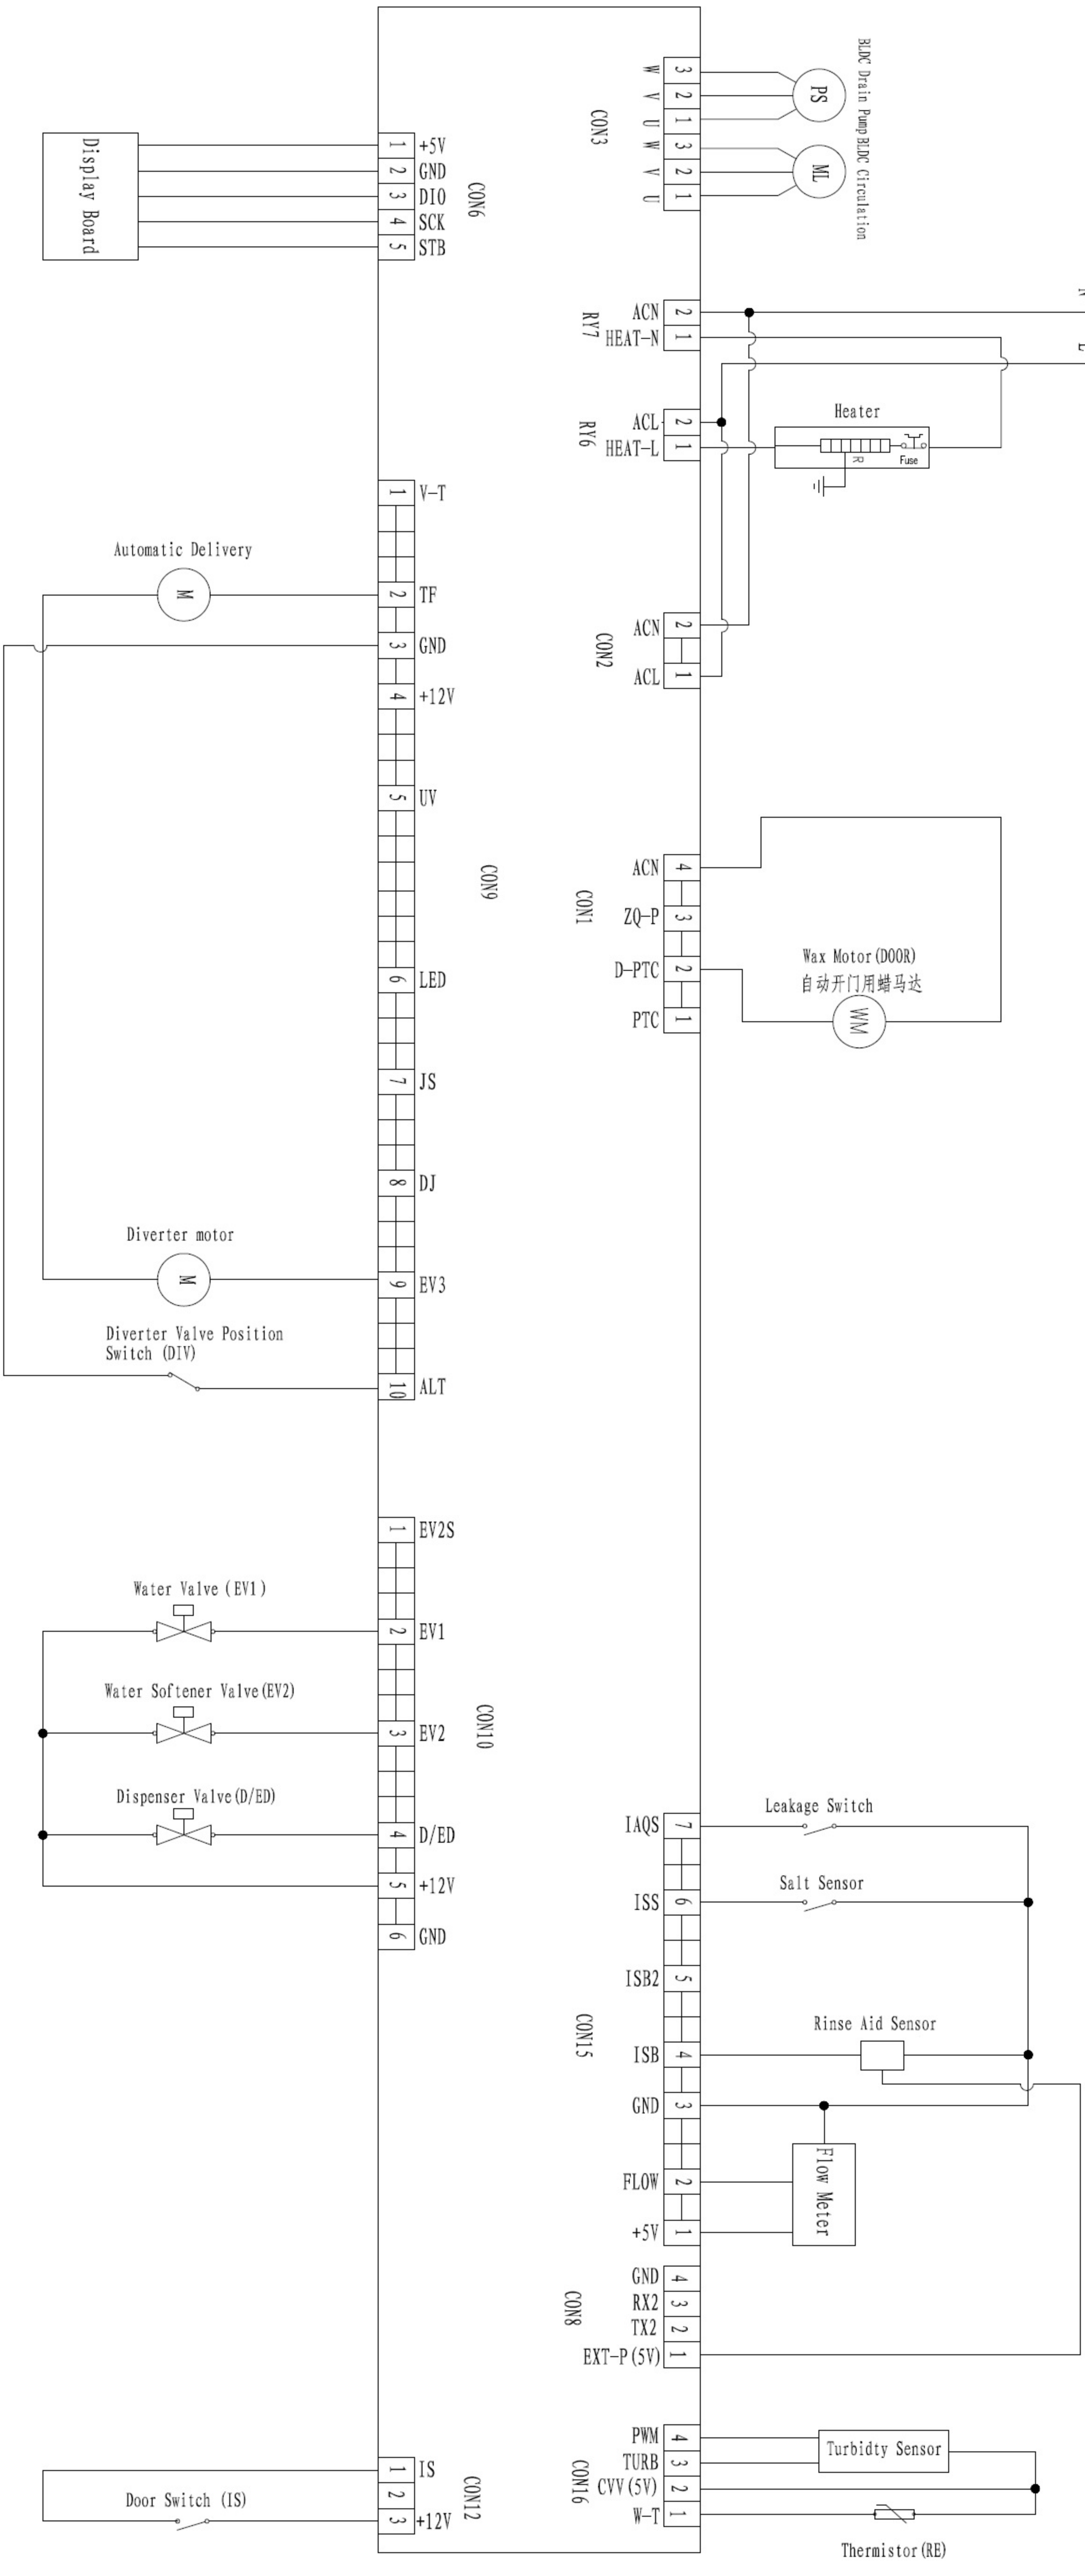 BLDC Drain Pump BLDC Circulation
W 3
V 2
U 1
PS
W 3
V 2
U 1
ML
CON3
Display Board
1 +5V
2 GND
3 DIO
4 SCK
5 STB
CON6
ACN 2
HEAT-N 1
RY7
N
L
ACL 2
HEAT-L 1
RY6
Heater
R
Fuse
1 V-T
Automatic Delivery
M
2 TF
3 GND
4 +12V
5 UV
6 LED
7 JS
8 DJ
Diverter motor
M
9 EV3
Diverter Valve Position
Switch (DIV)
10 ALT
CON9
ACN 2
ACL 1
CON2
ACN 4
ZQ-P 3
D-PTC 2
PTC 1
CON1
Wax Motor(DOOR)
自动开门用蜡马达
WM
1 EV2S
Water Valve (EV1)
2 EV1
Water Softener Valve(EV2)
3 EV2
Dispenser Valve(D/ED)
4 D/ED
5 +12V
6 GND
CON10
Leakage Switch
IAQS 7
Salt Sensor
ISS 6
ISB2 5
Rinse Aid Sensor
ISB 4
GND 3
FLOW 2
+5V 1
CON15
Flow Meter
GND 4
RX2 3
TX2 2
EXT-P(5V) 1
CON8
PWM 4
TURB 3
CVV(5V) 2
W-T 1
CON16
Turbidty Sensor
Thermistor(RE)
Door Switch (IS)
1 IS
2
3 +12V
CON12